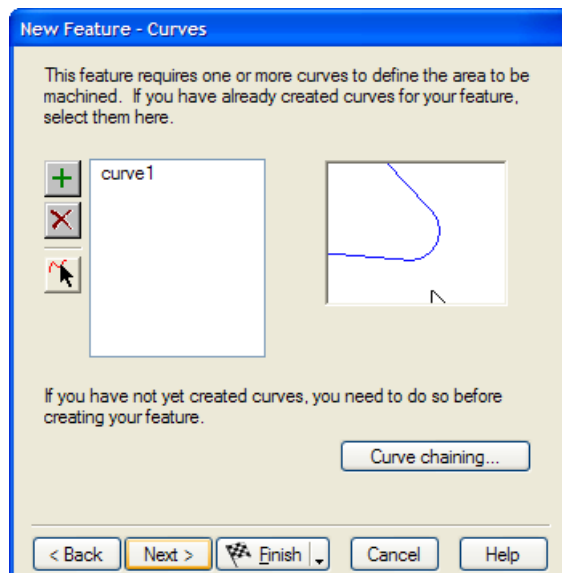 New Feature - Curves
This feature requires one or more curves to define the area to be
machined. If you have already created curves for your feature,
select them here.
curve1
If you have not yet created curves, you need to do so before
creating your feature.
Curve chaining...
< Back Next > Finish Cancel Help